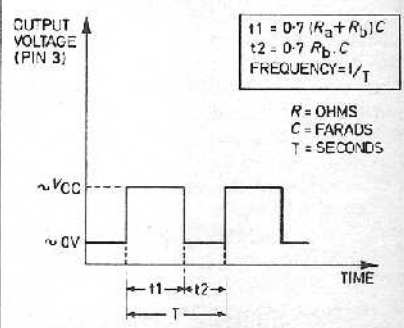 OUTPUT
VOLTAGE
(PIN 3)
t1 = 0·7 (Ra+Rb)C
t2 = 0·7 Rb.C
FREQUENCY=1/T
R = OHMS
C = FARADS
T = SECONDS
~VCC
~0V
TIME
t1
t2
T